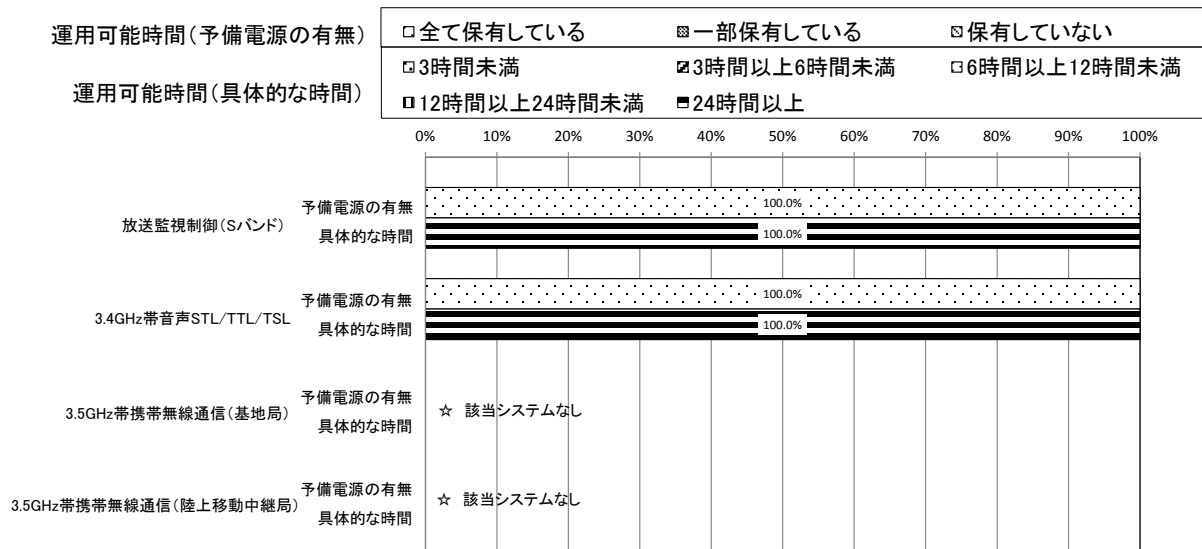 運用可能時間(予備電源の有無)
全て保有している 一部保有している 保有していない
運用可能時間(具体的な時間)
3時間未満 3時間以上6時間未満 6時間以上12時間未満
12時間以上24時間未満 24時間以上
0% 10% 20% 30% 40% 50% 60% 70% 80% 90% 100%
放送監視制御(Sバンド)
予備電源の有無
100.0%
具体的な時間
100.0%
3.4GHz帯音声STL/TTL/TSL
予備電源の有無
100.0%
具体的な時間
100.0%
3.5GHz帯携帯無線通信(基地局)
予備電源の有無
具体的な時間
☆ 該当システムなし
3.5GHz帯携帯無線通信(陸上移動中継局)
予備電源の有無
具体的な時間
☆ 該当システムなし